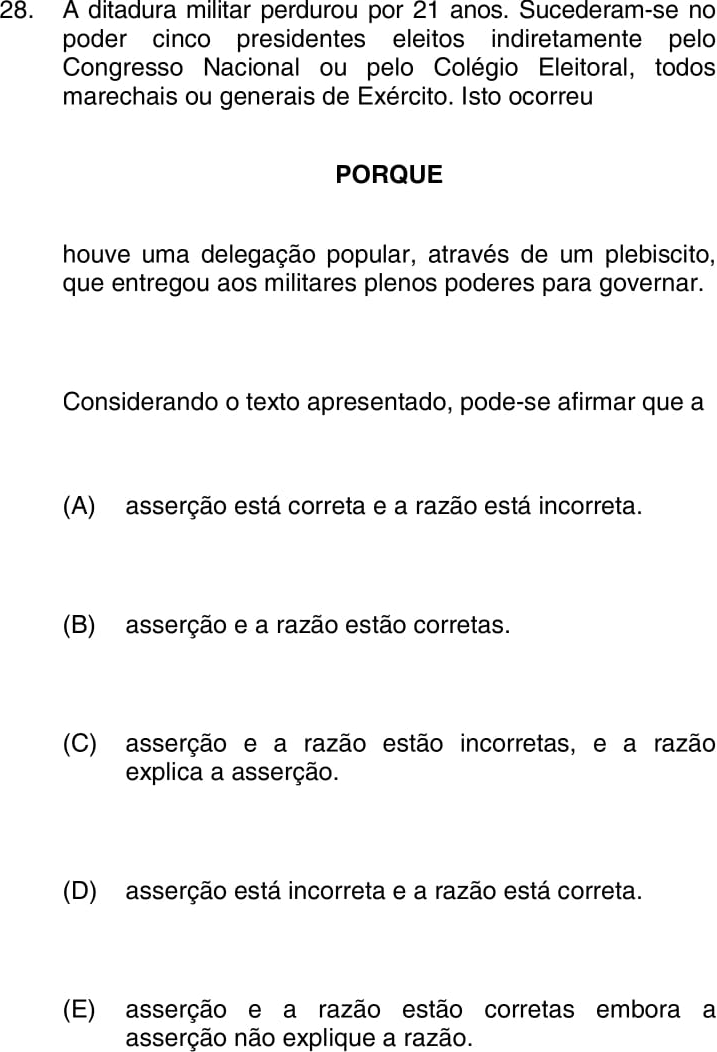 28. A ditadura militar perdurou por 21 anos. Sucederam-se no
poder cinco presidentes eleitos indiretamente pelo
Congresso Nacional ou pelo Colégio Eleitoral, todos
marechais ou generais de Exército. Isto ocorreu
PORQUE
houve uma delegação popular, através de um plebiscito,
que entregou aos militares plenos poderes para governar.
Considerando o texto apresentado, pode-se afirmar que a
(A) asserção está correta e a razão está incorreta.
(B) asserção e a razão estão corretas.
(C) asserção e a razão estão incorretas, e a razão
explica a asserção.
(D) asserção está incorreta e a razão está correta.
(E) asserção e a razão estão corretas embora a
asserção não explique a razão.